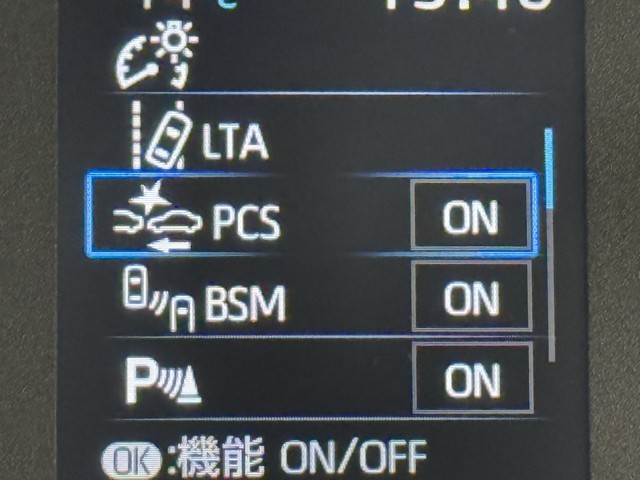 LTA
PCS ON
BSM ON
P ON
OK:機能 ON/OFF